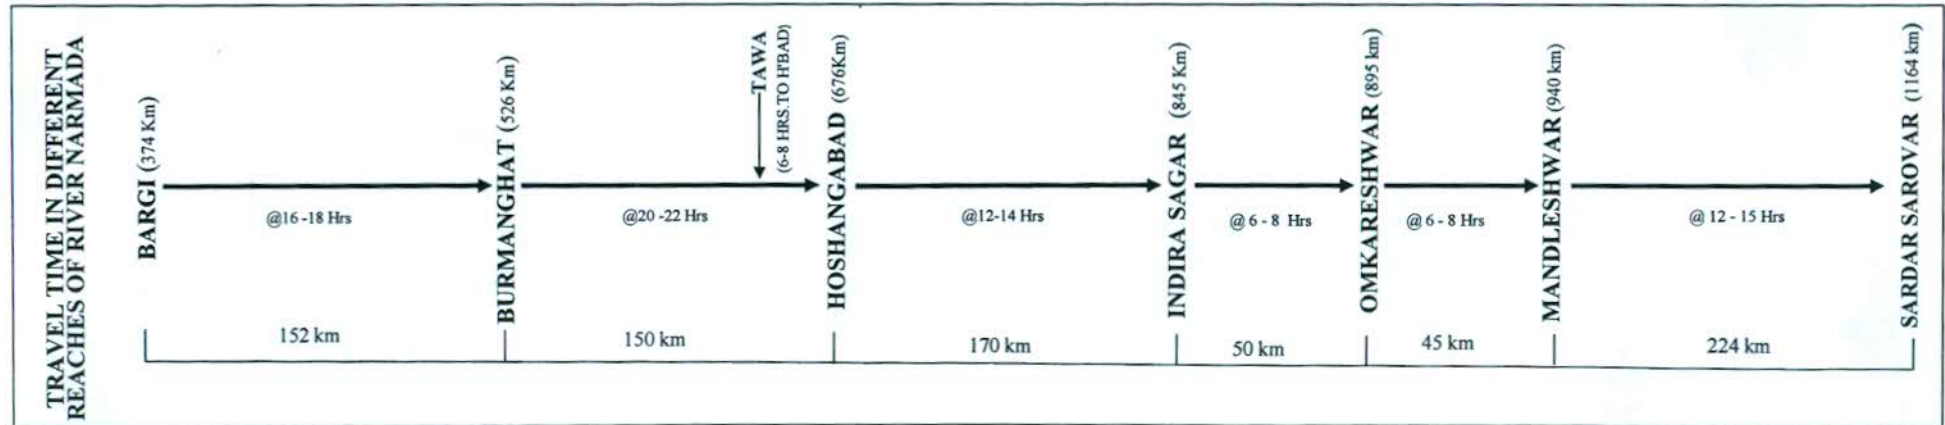 TRAVEL TIME IN DIFFERENT
REACHES OF RIVER NARMADA
BARGI (374 Km)
@16 -18 Hrs
BURMANGHAT (526 Km)
@20 -22 Hrs
TAWA
(6-8 HRS.TO H'BAD)
HOSHANGABAD (676Km)
@12-14 Hrs
INDIRA SAGAR (845 Km)
@ 6 - 8 Hrs
OMKARESHWAR (895 km)
@ 6 - 8 Hrs
MANDLESHWAR (940 km)
@ 12 - 15 Hrs
SARDAR SAROVAR (1164 km)
152 km
150 km
170 km
50 km
45 km
224 km